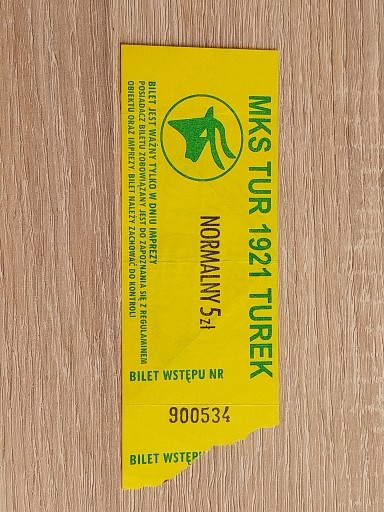 MKS TUR 1921 TUREK
NORMALNY 5zł
BILET JEST WAŻNY TYLKO W DNIU IMPREZY
POSIADACZ BILETU ZOBOWIĄZANY JEST DO ZAPOZNANIA SIĘ Z REGULAMINEM
OBIEKTU ORAZ IMPREZY. BILET NALEŻY ZACHOWAĆ DO KONTROLI
BILET WSTĘPU NR
900534
BILET WSTĘPU